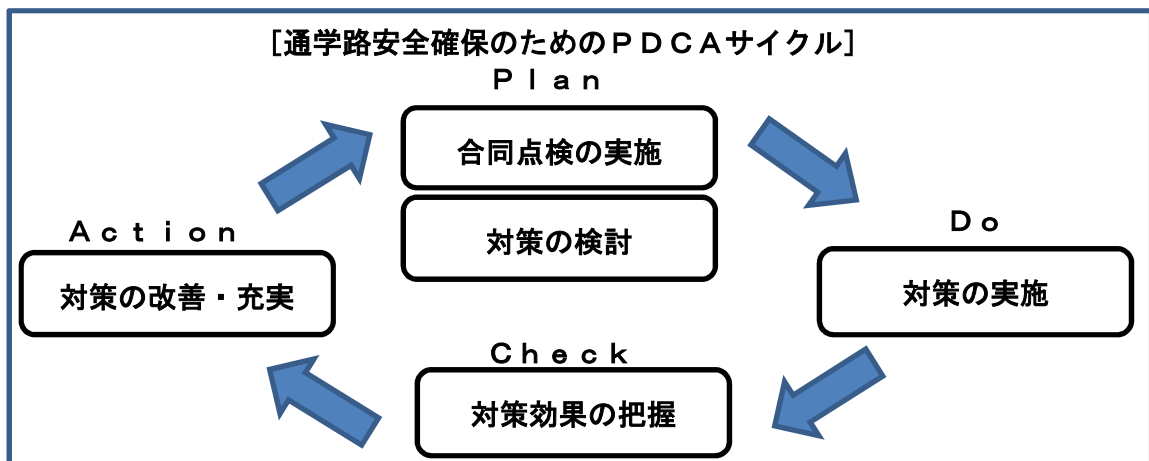 [通学路安全確保のためのＰＤＣＡサイクル]
Ｐｌａｎ
合同点検の実施
対策の検討
Ｄｏ
対策の実施
Ｃｈｅｃｋ
対策効果の把握
Ａｃｔｉｏｎ
対策の改善・充実